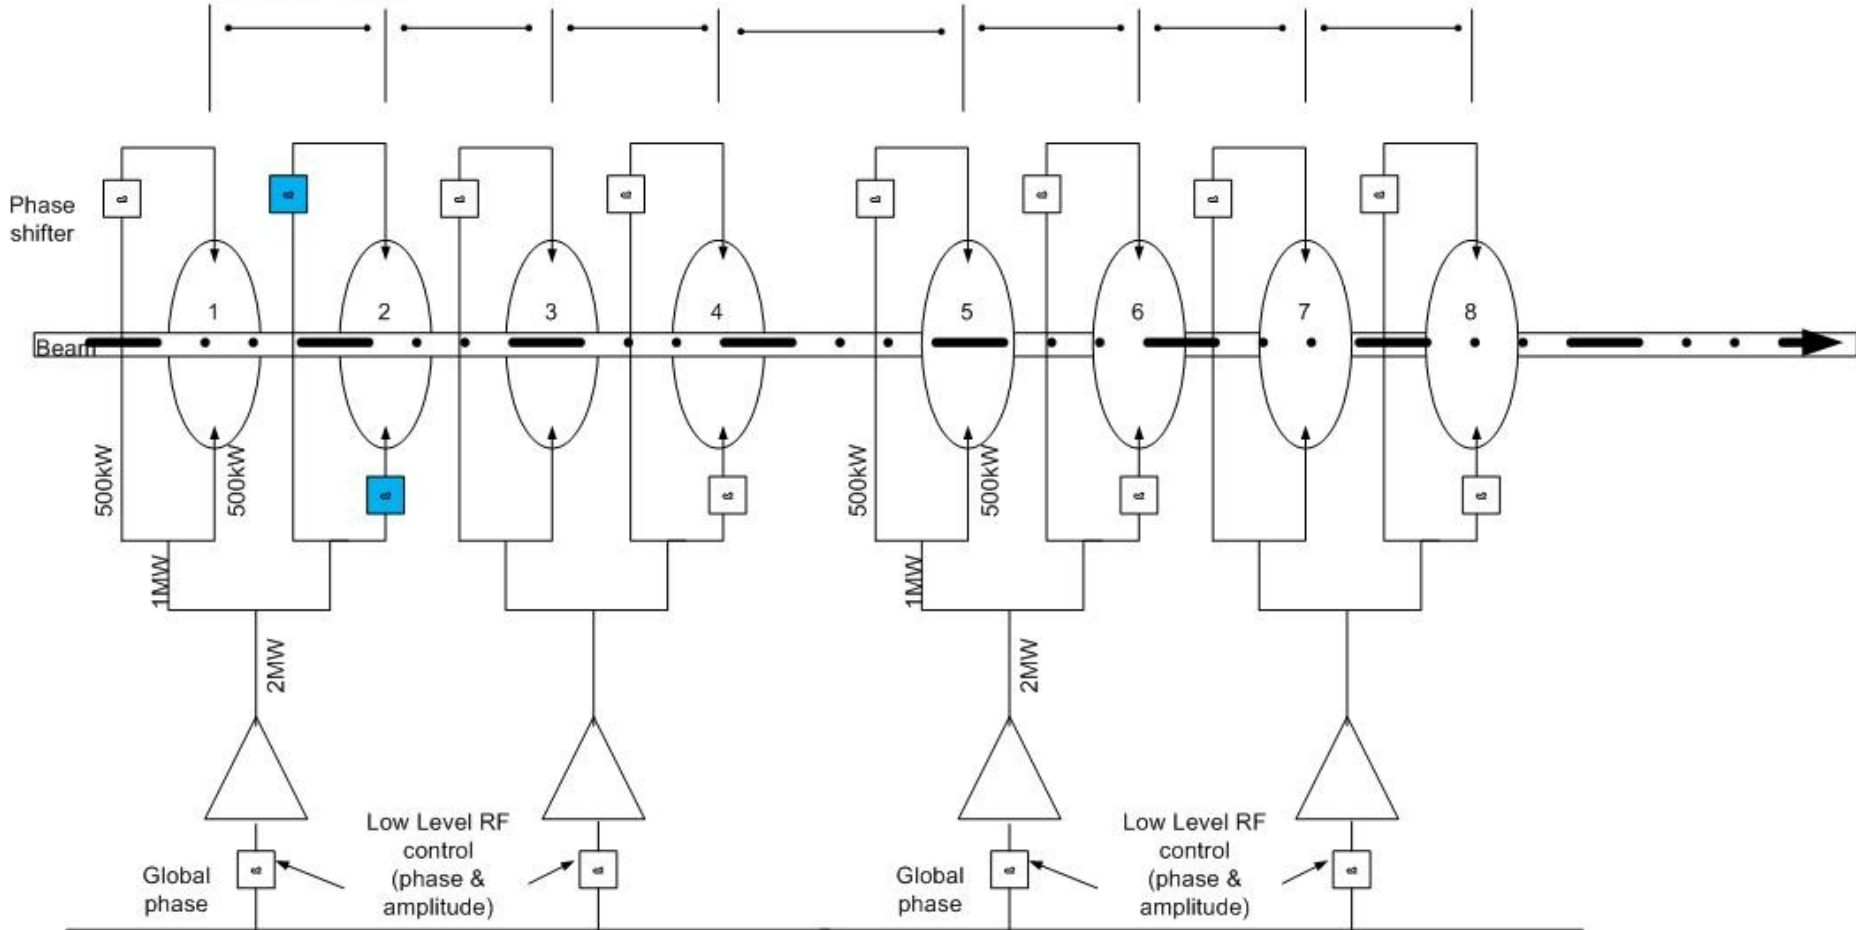 Phase
shifter
1
2
3
4
5
6
7
8
Beam
500kW
500kW
500kW
500kW
1MW
1MW
2MW
2MW
Low Level RF
control
(phase &
amplitude)
Low Level RF
control
(phase &
amplitude)
Global
phase
Global
phase